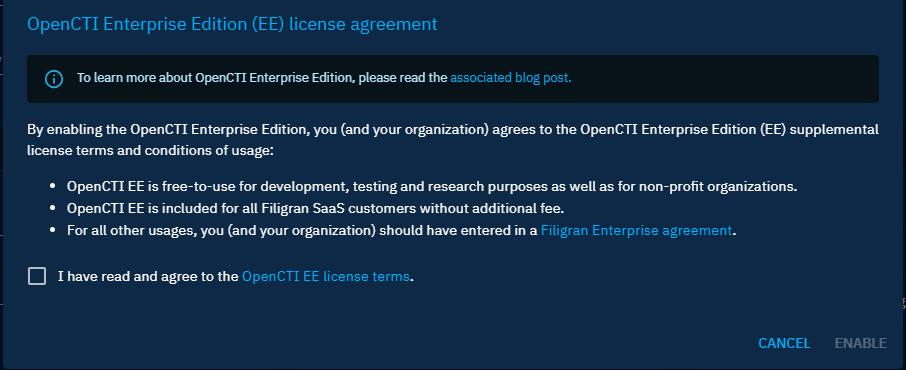 OpenCTI Enterprise Edition (EE) license agreement
To learn more about OpenCTI Enterprise Edition, please read the associated blog post.
By enabling the OpenCTI Enterprise Edition, you (and your organization) agrees to the OpenCTI Enterprise Edition (EE) supplemental
license terms and conditions of usage:
• OpenCTI EE is free-to-use for development, testing and research purposes as well as for non-profit organizations.
• OpenCTI EE is included for all Filigran SaaS customers without additional fee.
• For all other usages, you (and your organization) should have entered in a Filigran Enterprise agreement.
I have read and agree to the OpenCTI EE license terms.
CANCEL ENABLE